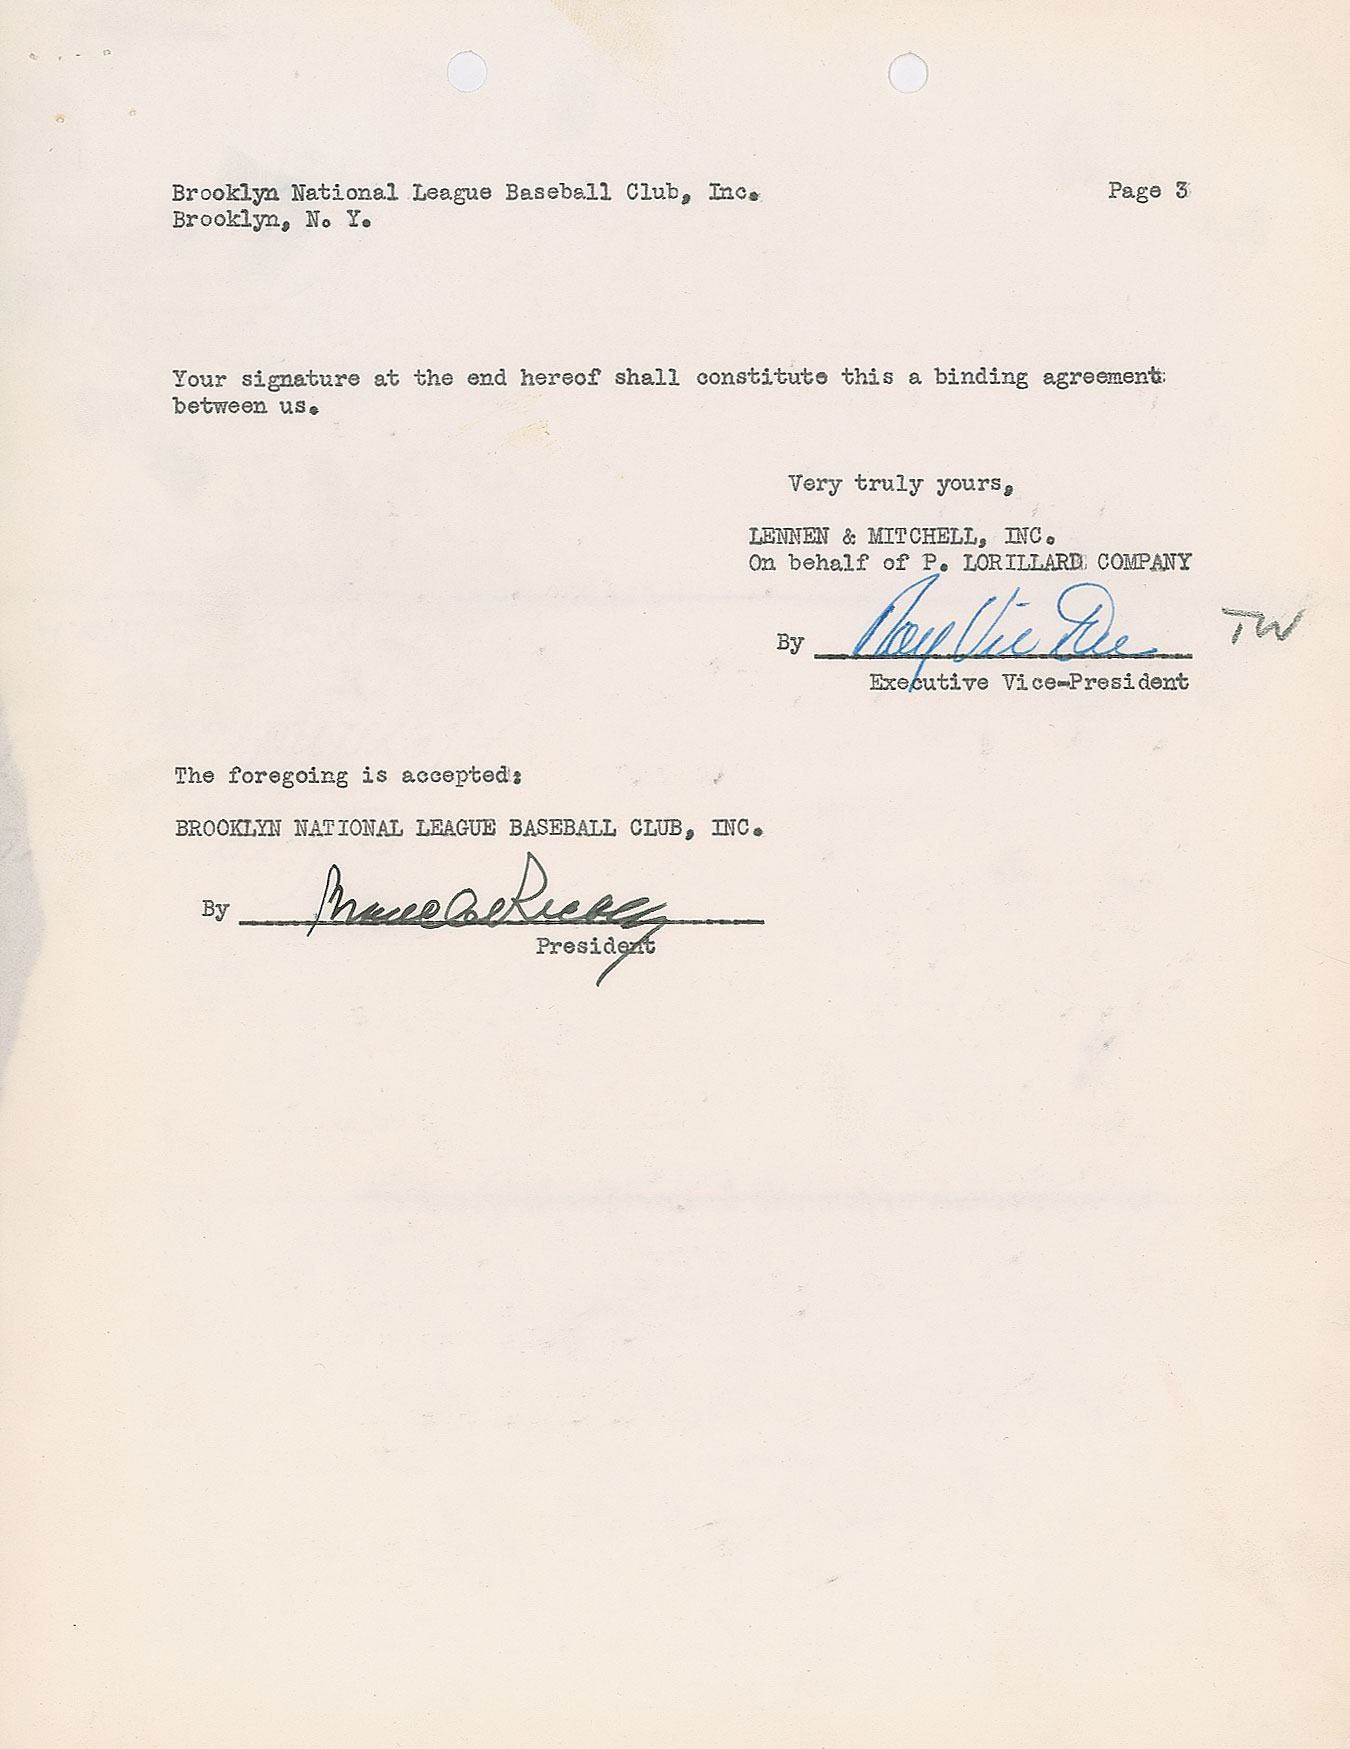 Brooklyn National League Baseball Club, Inc. Page 3
Brooklyn, N. Y.
Your signature at the end hereof shall constitute this a binding agreement
between us.
Very truly yours,
LENNEN & MITCHELL, INC.
On behalf of P. LORILLARD COMPANY
By TW
Executive Vice-President
The foregoing is accepted:
BROOKLYN NATIONAL LEAGUE BASEBALL CLUB, INC.
By Branch Rickey
President